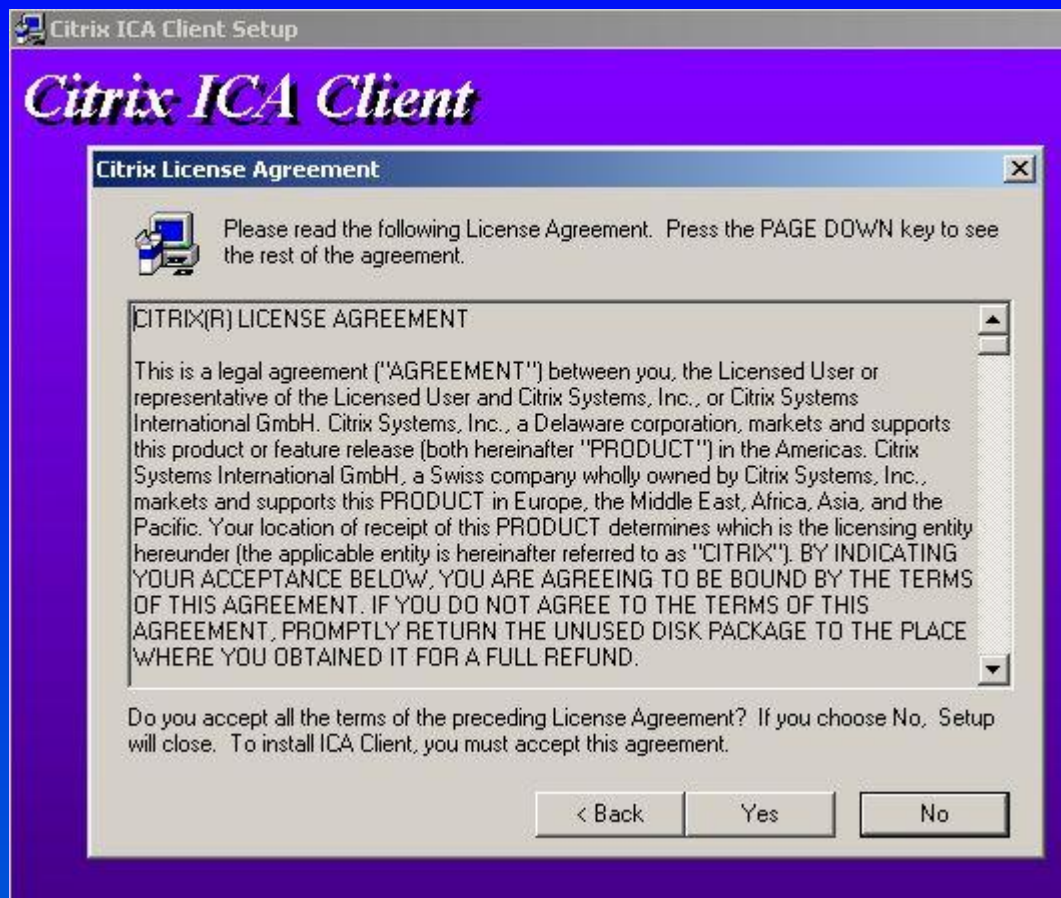 Citrix ICA Client Setup
Citrix ICA Client
Citrix License Agreement
Please read the following License Agreement. Press the PAGE DOWN key to see
the rest of the agreement.
CITRIX(R) LICENSE AGREEMENT
This is a legal agreement ("AGREEMENT") between you, the Licensed User or
representative of the Licensed User and Citrix Systems, Inc., or Citrix Systems
International GmbH. Citrix Systems, Inc., a Delaware corporation, markets and supports
this product or feature release (both hereinafter "PRODUCT") in the Americas. Citrix
Systems International GmbH, a Swiss company wholly owned by Citrix Systems, Inc.,
markets and supports this PRODUCT in Europe, the Middle East, Africa, Asia, and the
Pacific. Your location of receipt of this PRODUCT determines which is the licensing entity
hereunder (the applicable entity is hereinafter referred to as "CITRIX"). BY INDICATING
YOUR ACCEPTANCE BELOW, YOU ARE AGREEING TO BE BOUND BY THE TERMS
OF THIS AGREEMENT. IF YOU DO NOT AGREE TO THE TERMS OF THIS
AGREEMENT, PROMPTLY RETURN THE UNUSED DISK PACKAGE TO THE PLACE
WHERE YOU OBTAINED IT FOR A FULL REFUND.
Do you accept all the terms of the preceding License Agreement? If you choose No, Setup
will close. To install ICA Client, you must accept this agreement.
< Back
Yes
No